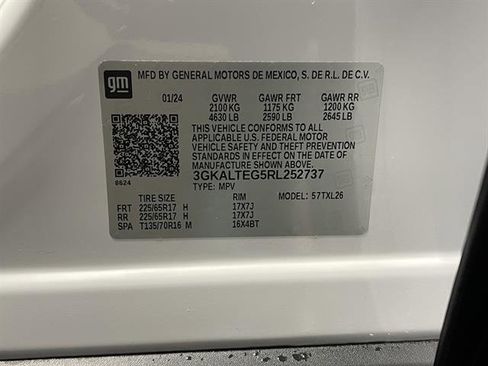 gm
MFD BY GENERAL MOTORS DE MEXICO, S. DE R.L. DE C.V.
01/24 GVWR GAWR FRT GAWR RR
2100 KG 1175 KG 1200 KG
4630 LB 2590 LB 2645 LB
THIS VEHICLE CONFORMS TO ALL
APPLICABLE U.S. FEDERAL MOTOR
VEHICLE SAFETY AND THEFT
PREVENTION STANDARDS IN EFFECT
ON THE DATE OF MANUFACTURE
SHOWN ABOVE.
3GKALTEG5RL252737
8624 TYPE: MPV
TIRE SIZE RIM MODEL: 57TXL26
FRT 225/65R17 H 17X7J
RR 225/65R17 H 17X7J
SPA T135/70R16 M 16X4BT